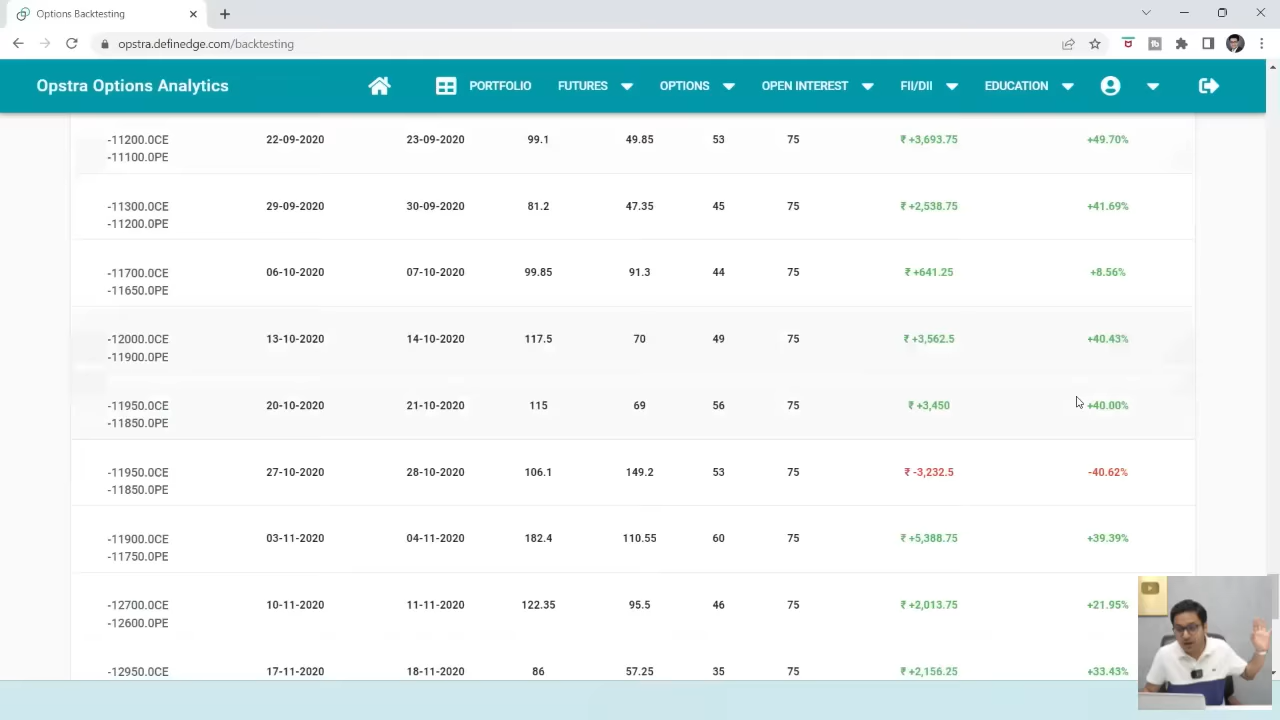 Options Backtesting
opstra.definedge.com/backtesting
Opstra Options Analytics PORTFOLIO FUTURES OPTIONS OPEN INTEREST FII/DII EDUCATION
-11200.0CE 22-09-2020 23-09-2020 99.1 49.85 53 75 ₹ +3,693.75 +49.70%
-11100.0PE
-11300.0CE 29-09-2020 30-09-2020 81.2 47.35 45 75 ₹ +2,538.75 +41.69%
-11200.0PE
-11700.0CE 06-10-2020 07-10-2020 99.85 91.3 44 75 ₹ +641.25 +8.56%
-11650.0PE
-12000.0CE 13-10-2020 14-10-2020 117.5 70 49 75 ₹ +3,562.5 +40.43%
-11900.0PE
-11950.0CE 20-10-2020 21-10-2020 115 69 56 75 ₹ +3,450 +40.00%
-11850.0PE
-11950.0CE 27-10-2020 28-10-2020 106.1 149.2 53 75 ₹ -3,232.5 -40.62%
-11850.0PE
-11900.0CE 03-11-2020 04-11-2020 182.4 110.55 60 75 ₹ +5,388.75 +39.39%
-11750.0PE
-12700.0CE 10-11-2020 11-11-2020 122.35 95.5 46 75 ₹ +2,013.75 +21.95%
-12600.0PE
-12950.0CE 17-11-2020 18-11-2020 86 57.25 35 75 ₹ +2,156.25 +33.43%